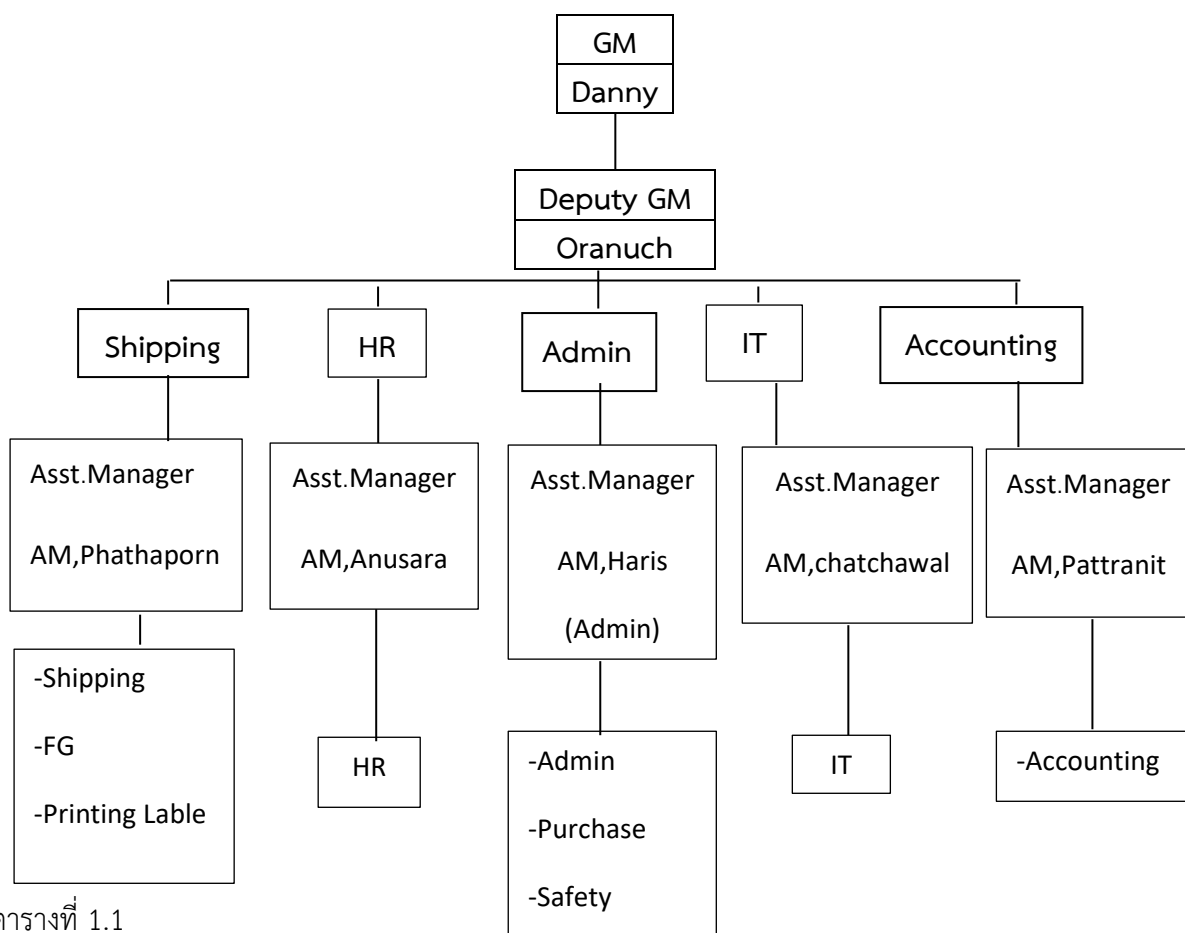 GM
Danny
Deputy GM
Oranuch
Shipping
HR
Admin
IT
Accounting
Asst.Manager
AM,Phathaporn
Asst.Manager
AM,Anusara
Asst.Manager
AM,Haris
(Admin)
Asst.Manager
AM,chatchawal
Asst.Manager
AM,Pattranit
-Shipping
-FG
-Printing Lable
HR
-Admin
-Purchase
-Safety
IT
-Accounting
ตารางที่ 1.1